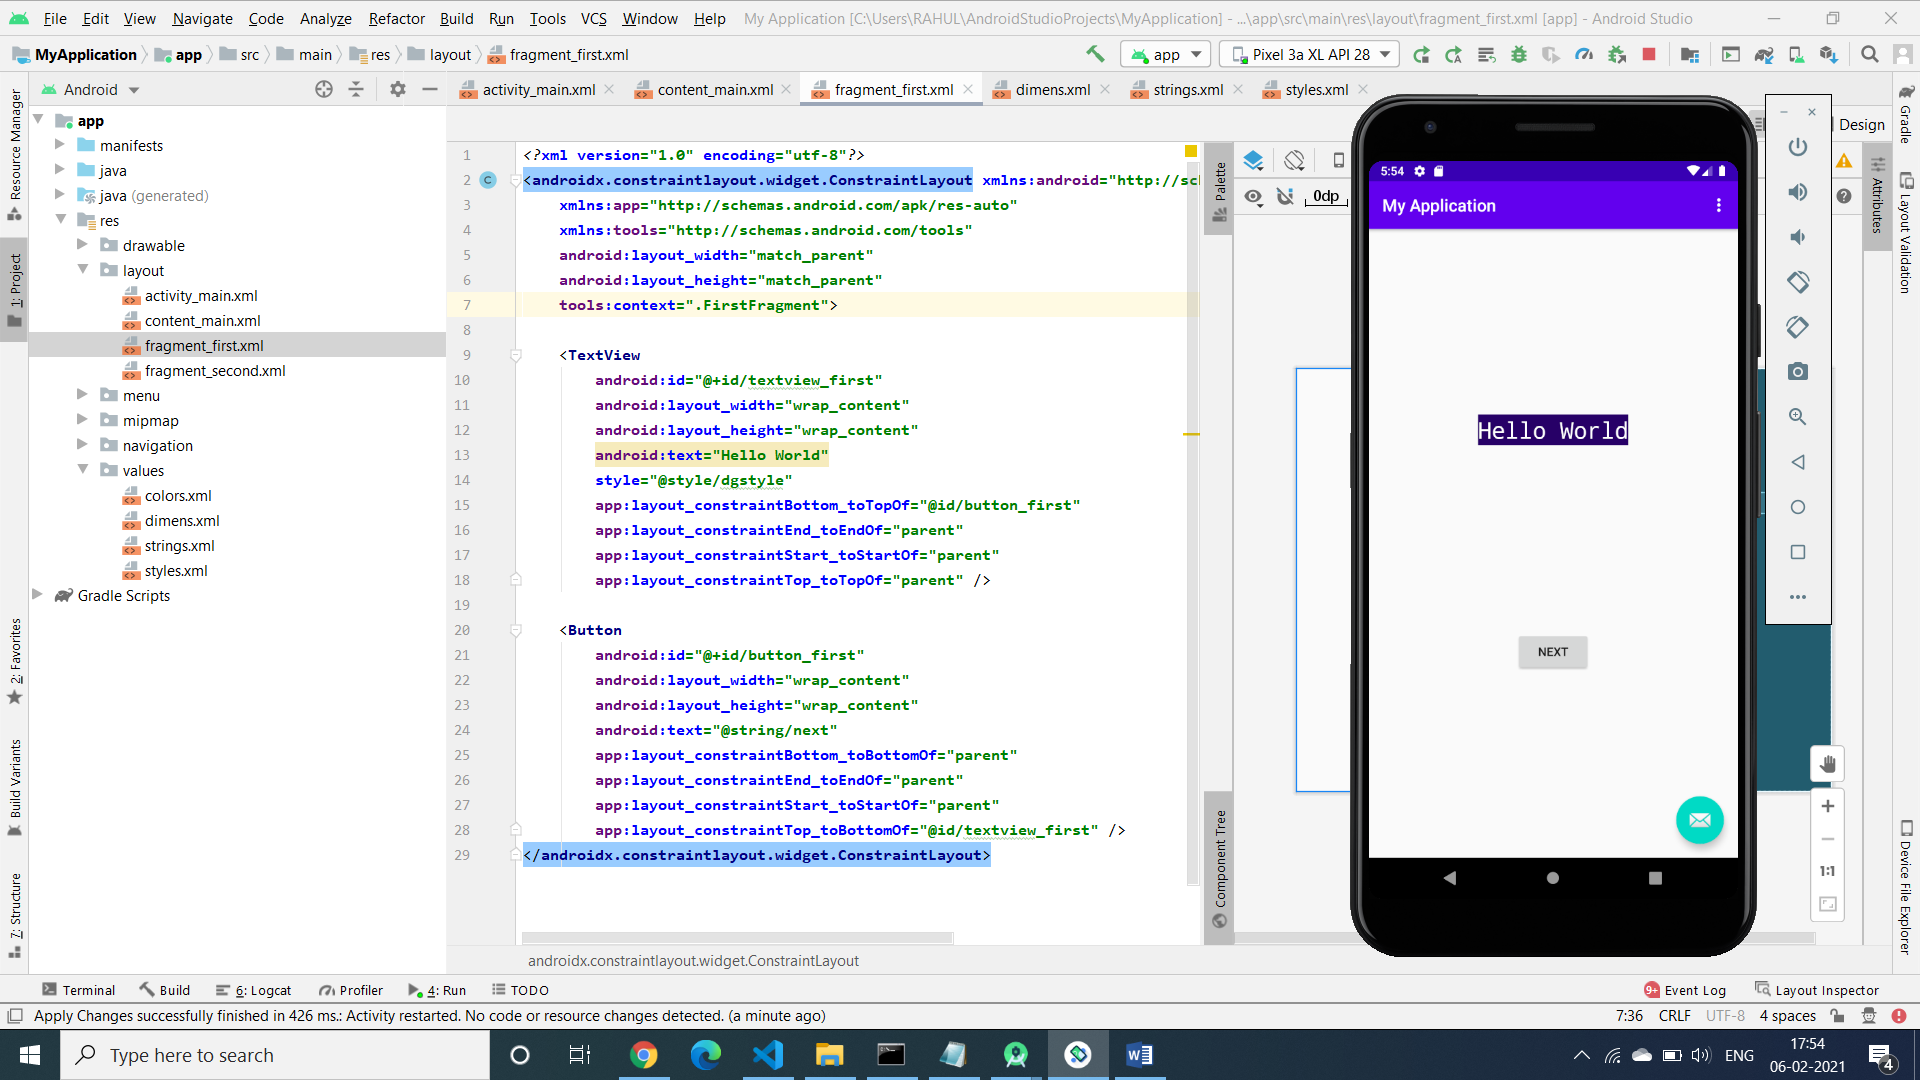 File Edit View Navigate Code Analyze Refactor Build Run Tools VCS Window Help My Application [C:\Users\RAHUL\AndroidStudioProjects\MyApplication] - ...\app\src\main\res\layout\fragment_first.xml [app] - Android Studio
MyApplication app src main res layout fragment_first.xml app Pixel 3a XL API 28
Android activity_main.xml content_main.xml fragment_first.xml dimens.xml strings.xml styles.xml
Design
Resource Manager
1: Project
2: Favorites
Build Variants
7: Structure
app
manifests
java
java (generated)
res
drawable
layout
activity_main.xml
content_main.xml
fragment_first.xml
fragment_second.xml
menu
mipmap
navigation
values
colors.xml
dimens.xml
strings.xml
styles.xml
Gradle Scripts
1 <?xml version="1.0" encoding="utf-8"?>
2 C <androidx.constraintlayout.widget.ConstraintLayout xmlns:android="http://sc
3 xmlns:app="http://schemas.android.com/apk/res-auto"
4 xmlns:tools="http://schemas.android.com/tools"
5 android:layout_width="match_parent"
6 android:layout_height="match_parent"
7 tools:context=".FirstFragment">
8
9 <TextView
10 android:id="@+id/textview_first"
11 android:layout_width="wrap_content"
12 android:layout_height="wrap_content"
13 android:text="Hello World"
14 style="@style/dgstyle"
15 app:layout_constraintBottom_toTopOf="@id/button_first"
16 app:layout_constraintEnd_toEndOf="parent"
17 app:layout_constraintStart_toStartOf="parent"
18 app:layout_constraintTop_toTopOf="parent" />
19
20 <Button
21 android:id="@+id/button_first"
22 android:layout_width="wrap_content"
23 android:layout_height="wrap_content"
24 android:text="@string/next"
25 app:layout_constraintBottom_toBottomOf="parent"
26 app:layout_constraintEnd_toEndOf="parent"
27 app:layout_constraintStart_toStartOf="parent"
28 app:layout_constraintTop_toBottomOf="@id/textview_first" />
29 </androidx.constraintlayout.widget.ConstraintLayout>
androidx.constraintlayout.widget.ConstraintLayout
Palette
Component Tree
0dp
5:54
My Application
Hello World
NEXT
1:1
Attributes
Gradle
Layout Validation
Device File Explorer
Terminal Build 6: Logcat Profiler 4: Run TODO 9+ Event Log Layout Inspector
Apply Changes successfully finished in 426 ms.: Activity restarted. No code or resource changes detected. (a minute ago) 7:36 CRLF UTF-8 4 spaces
Type here to search
ENG
17:54
06-02-2021
4